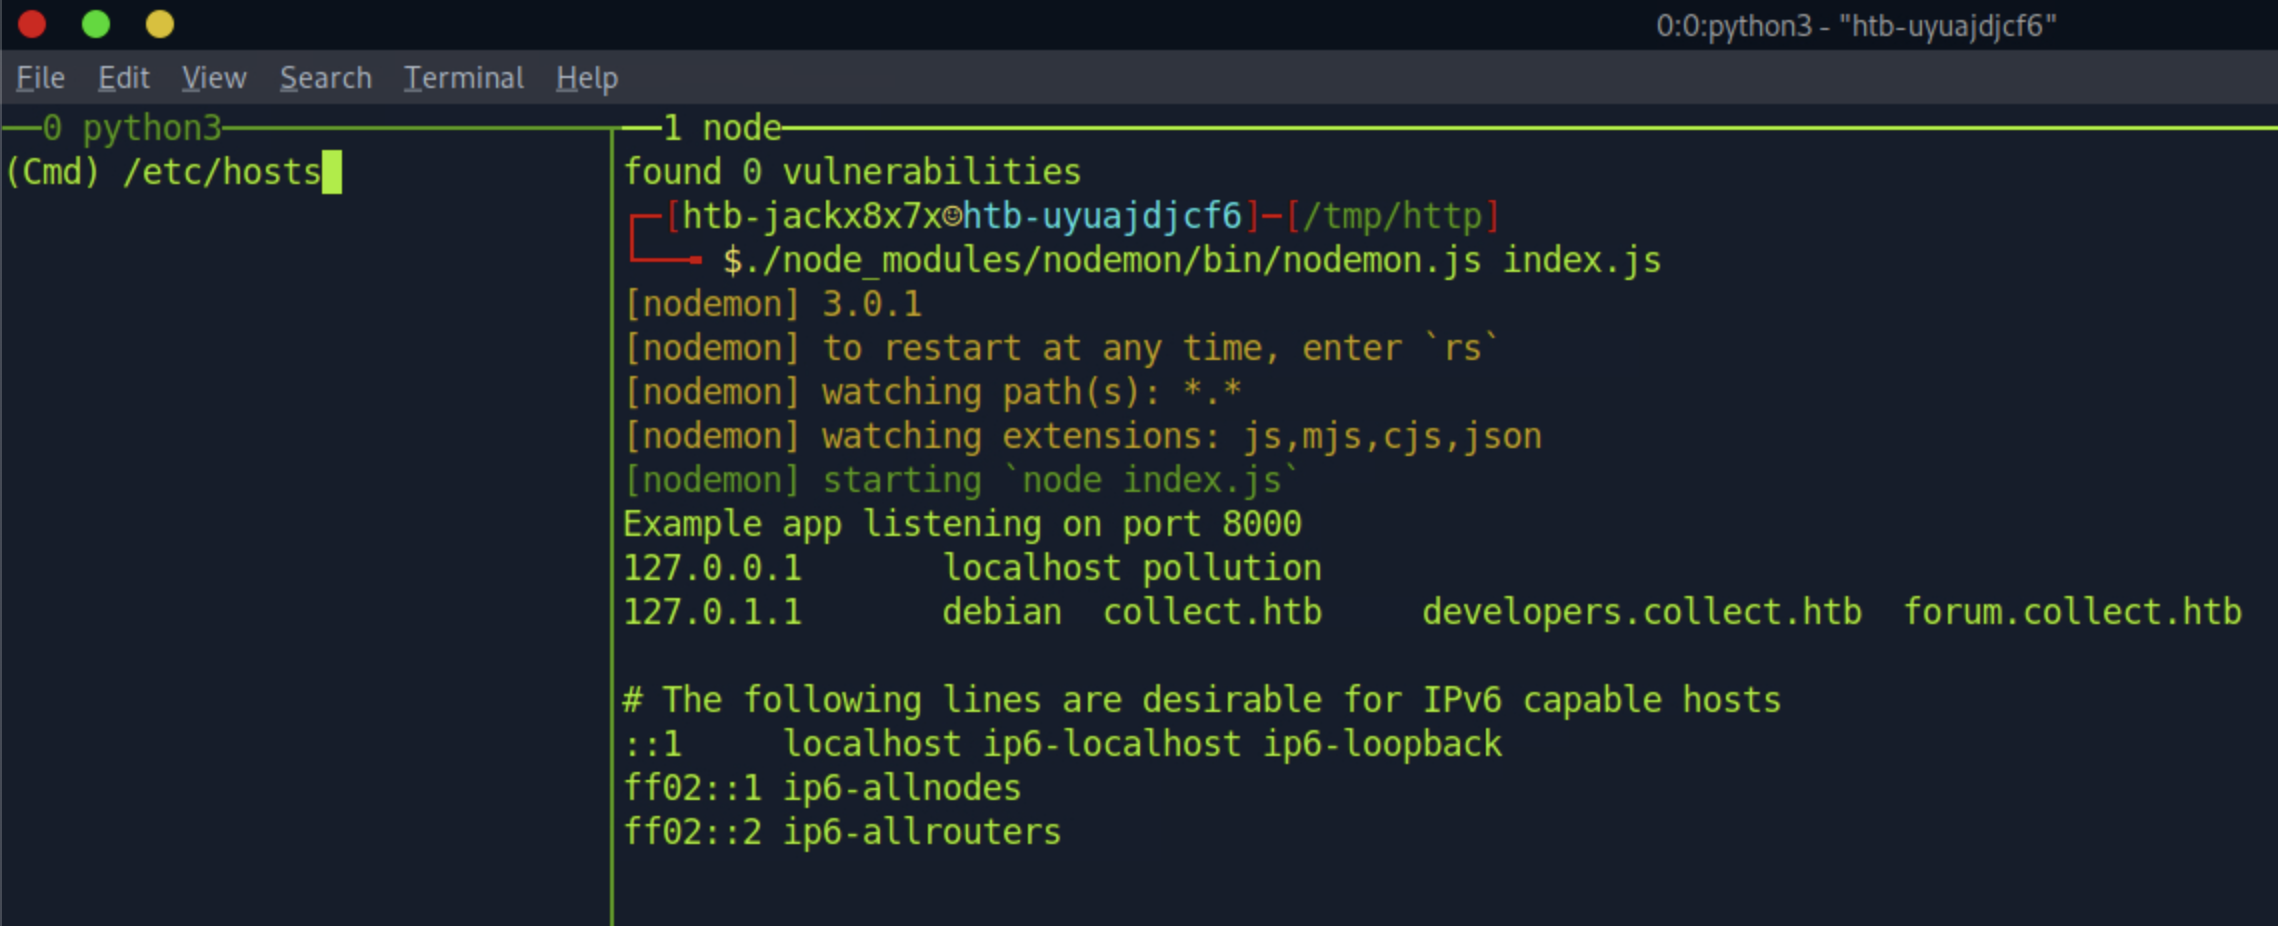 0:0:python3 - "htb-uyuajdjcf6"
File Edit View Search Terminal Help
0 python3
(Cmd) /etc/hosts
1 node
found 0 vulnerabilities
[htb-jackx8x7x☺htb-uyuajdjcf6]─[/tmp/http]
$./node_modules/nodemon/bin/nodemon.js index.js
[nodemon] 3.0.1
[nodemon] to restart at any time, enter `rs`
[nodemon] watching path(s): *.*
[nodemon] watching extensions: js,mjs,cjs,json
[nodemon] starting `node index.js`
Example app listening on port 8000
127.0.0.1 localhost pollution
127.0.1.1 debian collect.htb developers.collect.htb forum.collect.htb
# The following lines are desirable for IPv6 capable hosts
::1 localhost ip6-localhost ip6-loopback
ff02::1 ip6-allnodes
ff02::2 ip6-allrouters